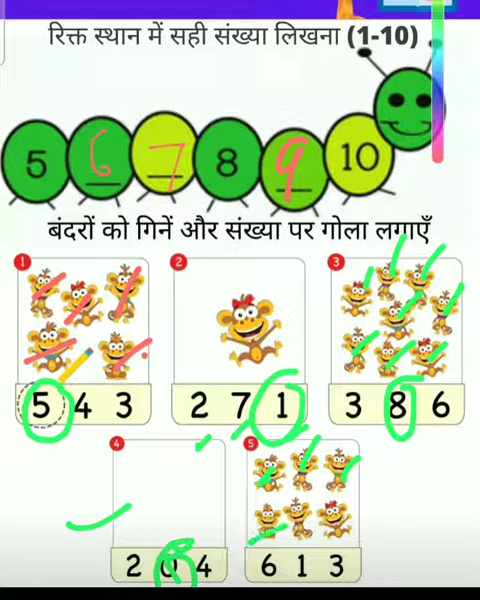 रिक्त स्थान में सही संख्या लिखना (1-10)
5 6 7 8 9 10
बंदरों को गिनें और संख्या पर गोला लगाएँ
1 2 3
5 4 3 2 7 1 3 8 6
4 5
2 0 4 6 1 3